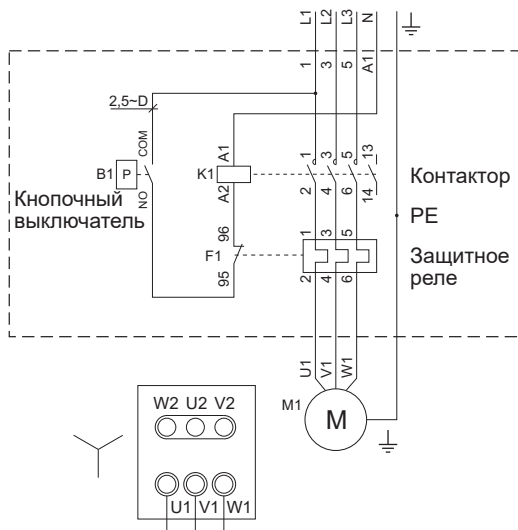 L1 L2 L3 N
1 3 5 A1
2,5~D
COM
B1 P
NO
Кнопочный
выключатель
A1
K1
A2
1 3 5 13
2 4 6 14
Контактор
PE
96
F1
95
1 3 5
2 4 6
Защитное
реле
U1 V1 W1
M1
M
W2 U2 V2
U1 V1 W1